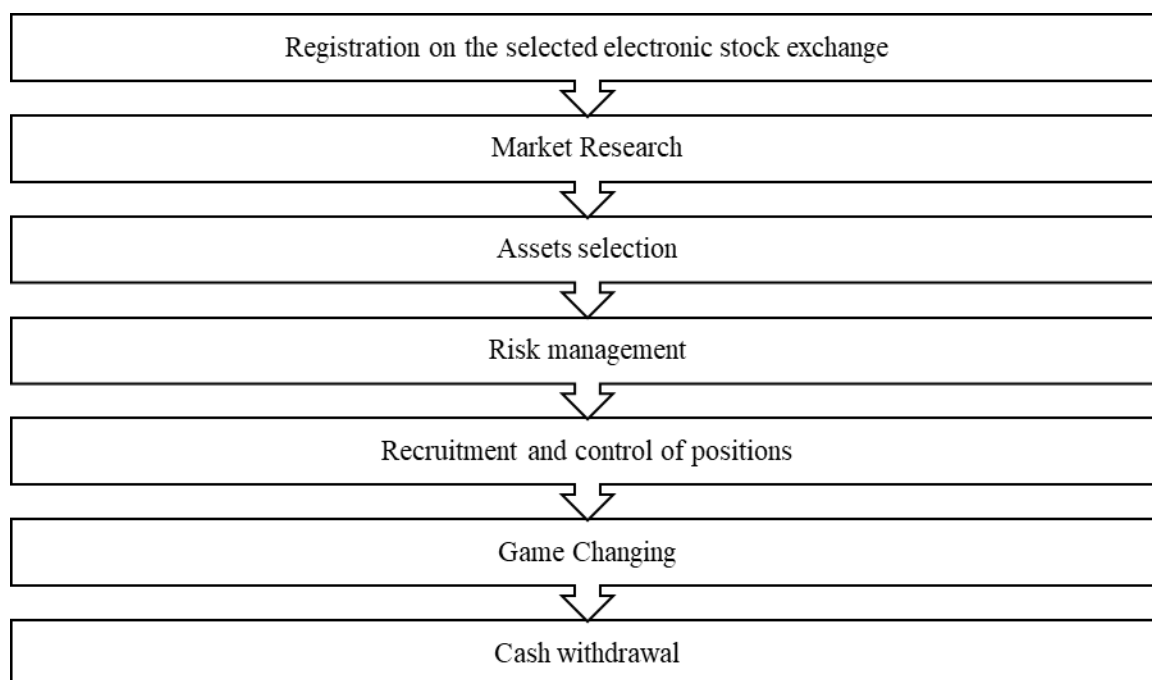 Registration on the selected electronic stock exchange
Market Research
Assets selection
Risk management
Recruitment and control of positions
Game Changing
Cash withdrawal